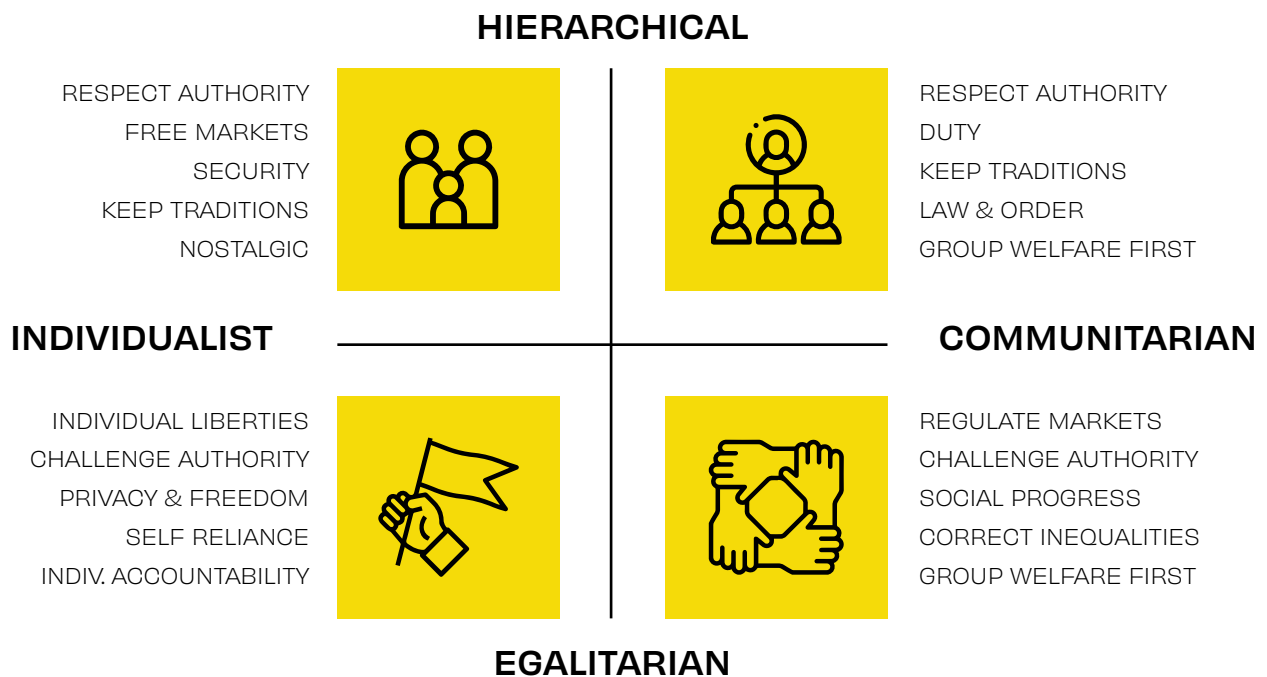 HIERARCHICAL
RESPECT AUTHORITY
FREE MARKETS
SECURITY
KEEP TRADITIONS
NOSTALGIC
RESPECT AUTHORITY
DUTY
KEEP TRADITIONS
LAW & ORDER
GROUP WELFARE FIRST
INDIVIDUALIST
COMMUNITARIAN
INDIVIDUAL LIBERTIES
CHALLENGE AUTHORITY
PRIVACY & FREEDOM
SELF RELIANCE
INDIV. ACCOUNTABILITY
REGULATE MARKETS
CHALLENGE AUTHORITY
SOCIAL PROGRESS
CORRECT INEQUALITIES
GROUP WELFARE FIRST
EGALITARIAN